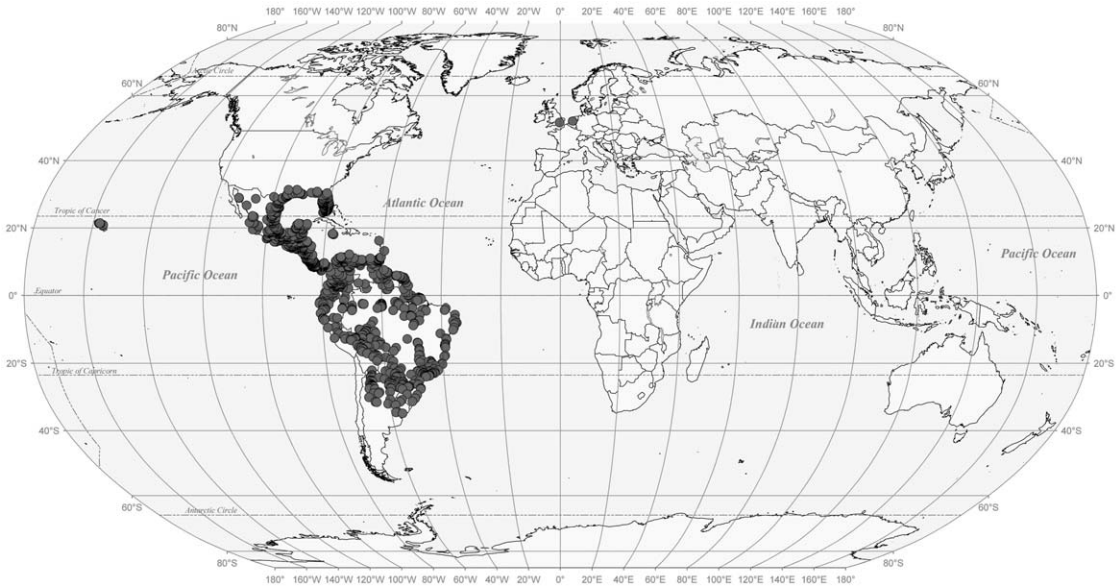 180° 160°W 140°W 120°W 100°W 80°W 60°W 40°W 20°W 0° 20°E 40°E 60°E 80°E 100°E 120°E 140°E 160°E 180°
80°N 80°N
Arctic Circle
60°N 60°N
40°N 40°N
Atlantic Ocean
Tropic of Cancer
20°N 20°N
Pacific Ocean Pacific Ocean
Equator
0° 0°
Indian Ocean
20°S 20°S
Tropic of Capricorn
40°S 40°S
60°S 60°S
Antarctic Circle
80°S 80°S
180° 160°W 140°W 120°W 100°W 80°W 60°W 40°W 20°W 0° 20°E 40°E 60°E 80°E 100°E 120°E 140°E 160°E 180°